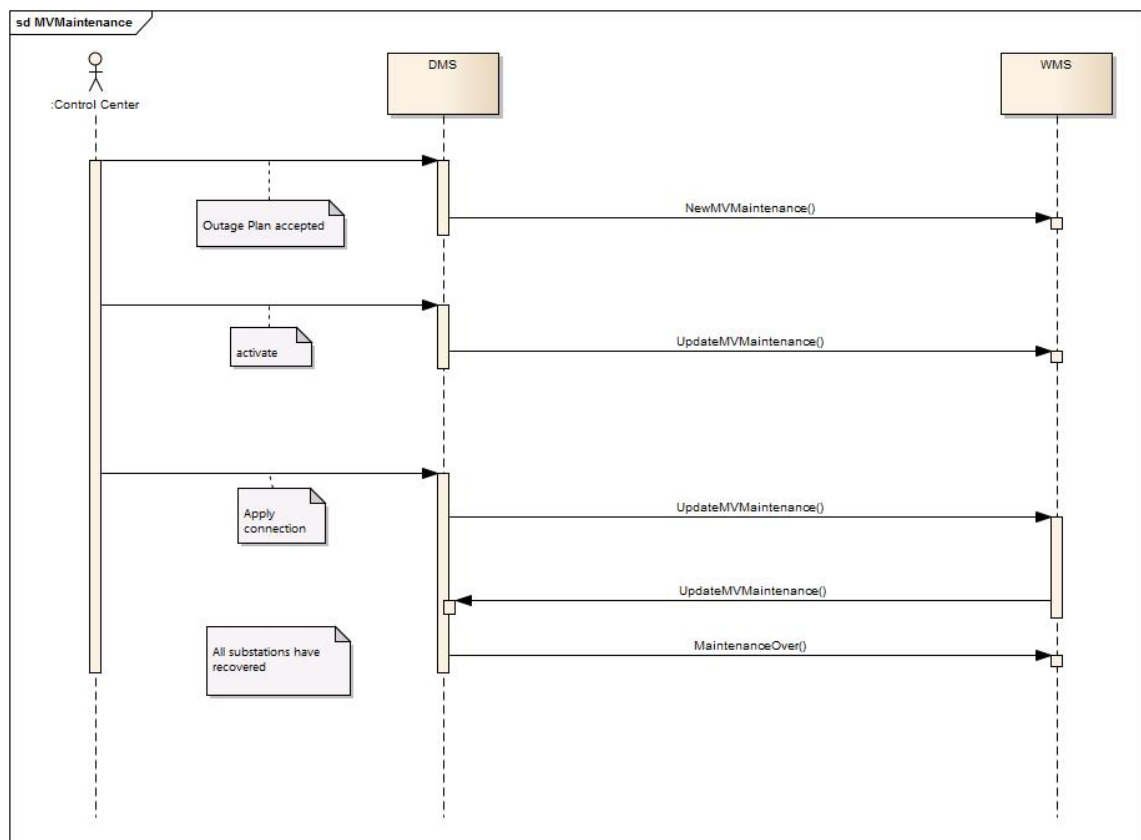 sd MVMaintenance
:Control Center
DMS
WMS
Outage Plan accepted
NewMVMaintenance()
activate
UpdateMVMaintenance()
Apply
connection
UpdateMVMaintenance()
UpdateMVMaintenance()
All substations have
recovered
MaintenanceOver()